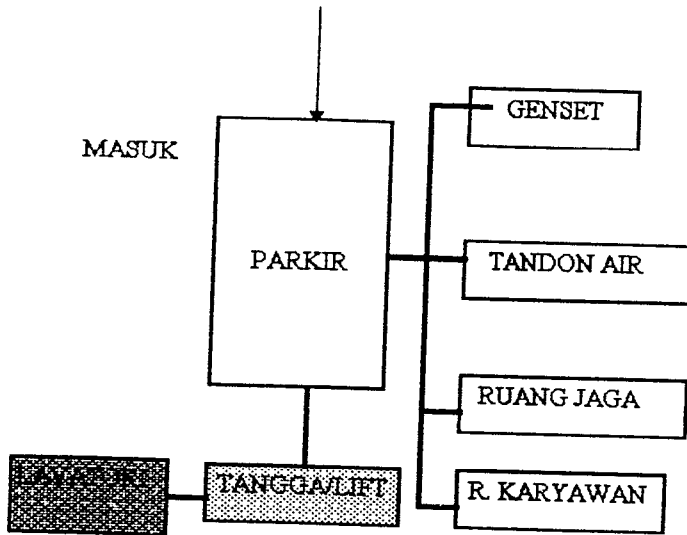 GENSET
MASUK
PARKIR
TANDON AIR
RUANG JAGA
TANGGA/LIFT
R. KARYAWAN